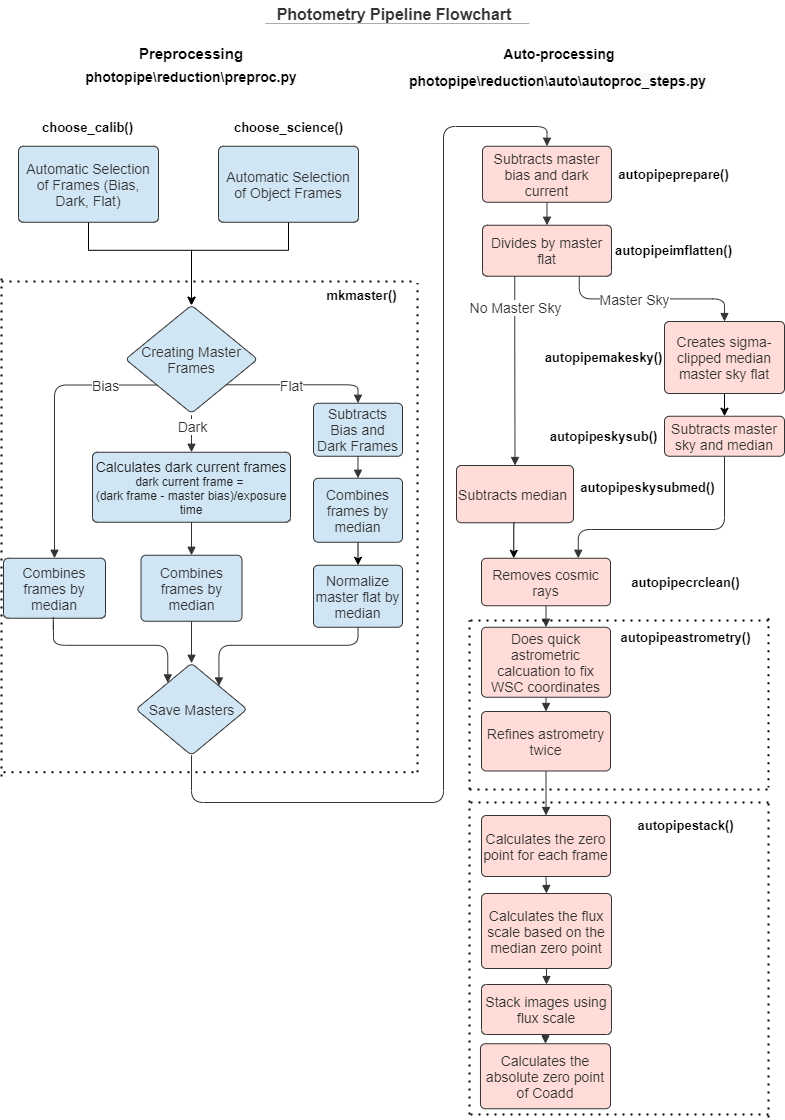 Photometry Pipeline Flowchart
Preprocessing
photopipe\reduction\preproc.py
choose_calib()
choose_science()
Automatic Selection
of Frames (Bias,
Dark, Flat)
Automatic Selection
of Object Frames
mkmaster()
Creating Master
Frames
Bias
Flat
Dark
Subtracts
Bias and
Dark Frames
Calculates dark current frames
dark current frame =
(dark frame - master bias)/exposure
time
Combines
frames by
median
Combines
frames by
median
Combines
frames by
median
Normalize
master flat by
median
Save Masters
Auto-processing
photopipe\reduction\auto\autoproc_steps.py
Subtracts master
bias and dark
current
autopipeprepare()
Divides by master
flat
autopipeimflatten()
No Master Sky
Master Sky
autopipemakesky()
Creates sigma-
clipped median
master sky flat
autopipeskysub()
Subtracts master
sky and median
Subtracts median
autopipeskysubmed()
Removes cosmic
rays
autopipecrclean()
autopipeastrometry()
Does quick
astrometric
calcuation to fix
WSC coordinates
Refines astrometry
twice
autopipestack()
Calculates the zero
point for each frame
Calculates the flux
scale based on the
median zero point
Stack images using
flux scale
Calculates the
absolute zero point
of Coadd